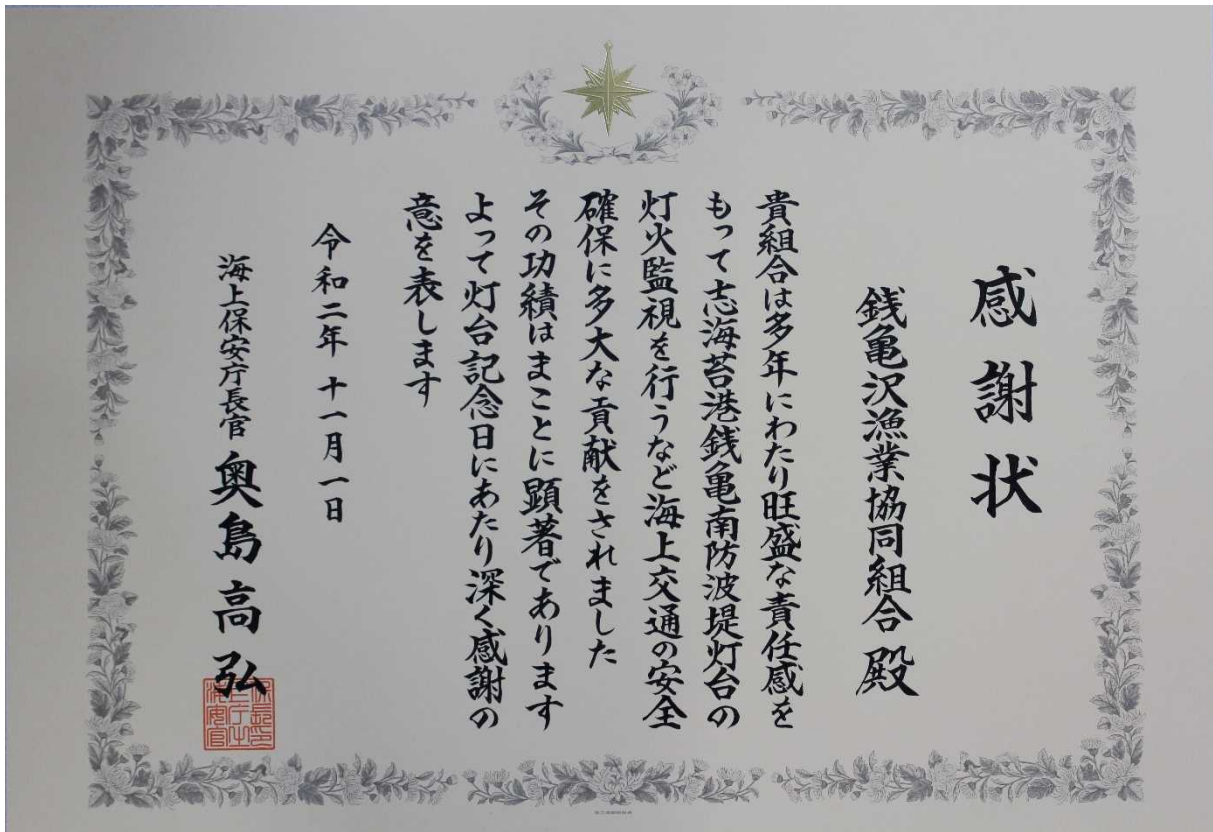 感謝状
銭亀沢漁業協同組合殿
貴組合は多年にわたり旺盛な責任感を
もって志海苔港銭亀南防波堤灯台の
灯火監視を行うなど海上交通の安全
確保に多大な貢献をされました
その功績はまことに顕著であります
よって灯台記念日にあたり深く感謝の
意を表します
令和二年 十一月一日
海上保安庁長官 奥島高弘